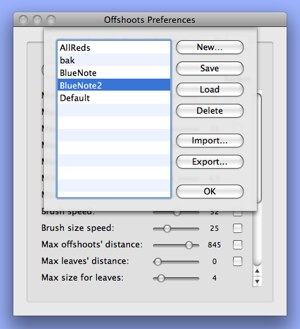 Offshoots Preferences
AllReds
bak
BlueNote
BlueNote2
Default
New...
Save
Load
Delete
Import...
Export...
OK
Brush speed: 52
Brush size speed: 25
Max offshoots' distance: 845
Max leaves' distance: 0
Max size for leaves: 4